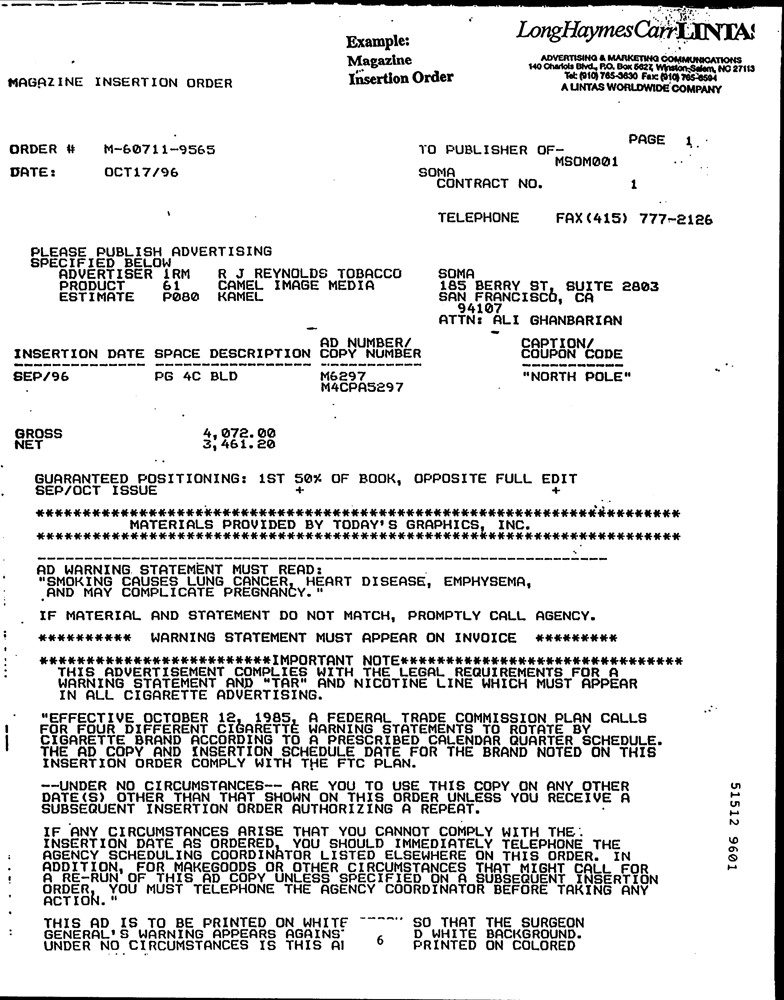 LongHaymesCarrLINTAS
Example:
Magazine
Insertion Order
ADVERTISING & MARKETING COMMUNICATIONS
140 Charlois Blvd., P.O. Box 5627, Winston-Salem, NC 27113
Tel: (910) 765-3630 Fax: (910) 765-8594
A LINTAS WORLDWIDE COMPANY
MAGAZINE INSERTION ORDER
PAGE 1
ORDER # M-60711-9565 TO PUBLISHER OF-
MSOM001
DATE: OCT17/96 SOMA
CONTRACT NO. 1
TELEPHONE FAX(415) 777-2126
PLEASE PUBLISH ADVERTISING
SPECIFIED BELOW
ADVERTISER 1RM R J REYNOLDS TOBACCO SOMA
PRODUCT 61 CAMEL IMAGE MEDIA 185 BERRY ST, SUITE 2803
ESTIMATE P080 KAMEL SAN FRANCISCO, CA
94107
ATTN: ALI GHANBARIAN
AD NUMBER/ CAPTION/
INSERTION DATE SPACE DESCRIPTION COPY NUMBER COUPON CODE
SEP/96 PG 4C BLD M6297 "NORTH POLE"
M4CPA5297
GROSS 4,072.00
NET 3,461.20
GUARANTEED POSITIONING: 1ST 50% OF BOOK, OPPOSITE FULL EDIT
SEP/OCT ISSUE + +
**********************************************************************
MATERIALS PROVIDED BY TODAY'S GRAPHICS, INC.
**********************************************************************
--------------------------------------------------------------
AD WARNING STATEMENT MUST READ:
"SMOKING CAUSES LUNG CANCER, HEART DISEASE, EMPHYSEMA,
AND MAY COMPLICATE PREGNANCY."
IF MATERIAL AND STATEMENT DO NOT MATCH, PROMPTLY CALL AGENCY.
********** WARNING STATEMENT MUST APPEAR ON INVOICE *********
*************************IMPORTANT NOTE******************************
THIS ADVERTISEMENT COMPLIES WITH THE LEGAL REQUIREMENTS FOR A
WARNING STATEMENT AND "TAR" AND NICOTINE LINE WHICH MUST APPEAR
IN ALL CIGARETTE ADVERTISING.
"EFFECTIVE OCTOBER 12, 1985, A FEDERAL TRADE COMMISSION PLAN CALLS
FOR FOUR DIFFERENT CIGARETTE WARNING STATEMENTS TO ROTATE BY
CIGARETTE BRAND ACCORDING TO A PRESCRIBED CALENDAR QUARTER SCHEDULE.
THE AD COPY AND INSERTION SCHEDULE DATE FOR THE BRAND NOTED ON THIS
INSERTION ORDER COMPLY WITH THE FTC PLAN.
--UNDER NO CIRCUMSTANCES-- ARE YOU TO USE THIS COPY ON ANY OTHER
DATE(S) OTHER THAN THAT SHOWN ON THIS ORDER UNLESS YOU RECEIVE A
SUBSEQUENT INSERTION ORDER AUTHORIZING A REPEAT.
IF ANY CIRCUMSTANCES ARISE THAT YOU CANNOT COMPLY WITH THE
INSERTION DATE AS ORDERED, YOU SHOULD IMMEDIATELY TELEPHONE THE
AGENCY SCHEDULING COORDINATOR LISTED ELSEWHERE ON THIS ORDER. IN
ADDITION, FOR MAKEGOODS OR OTHER CIRCUMSTANCES THAT MIGHT CALL FOR
A RE-RUN OF THIS AD COPY UNLESS SPECIFIED ON A SUBSEQUENT INSERTION
ORDER, YOU MUST TELEPHONE THE AGENCY COORDINATOR BEFORE TAKING ANY
ACTION."
THIS AD IS TO BE PRINTED ON WHITE SO THAT THE SURGEON
GENERAL'S WARNING APPEARS AGAINS D WHITE BACKGROUND.
UNDER NO CIRCUMSTANCES IS THIS A PRINTED ON COLORED
6
51512 9601